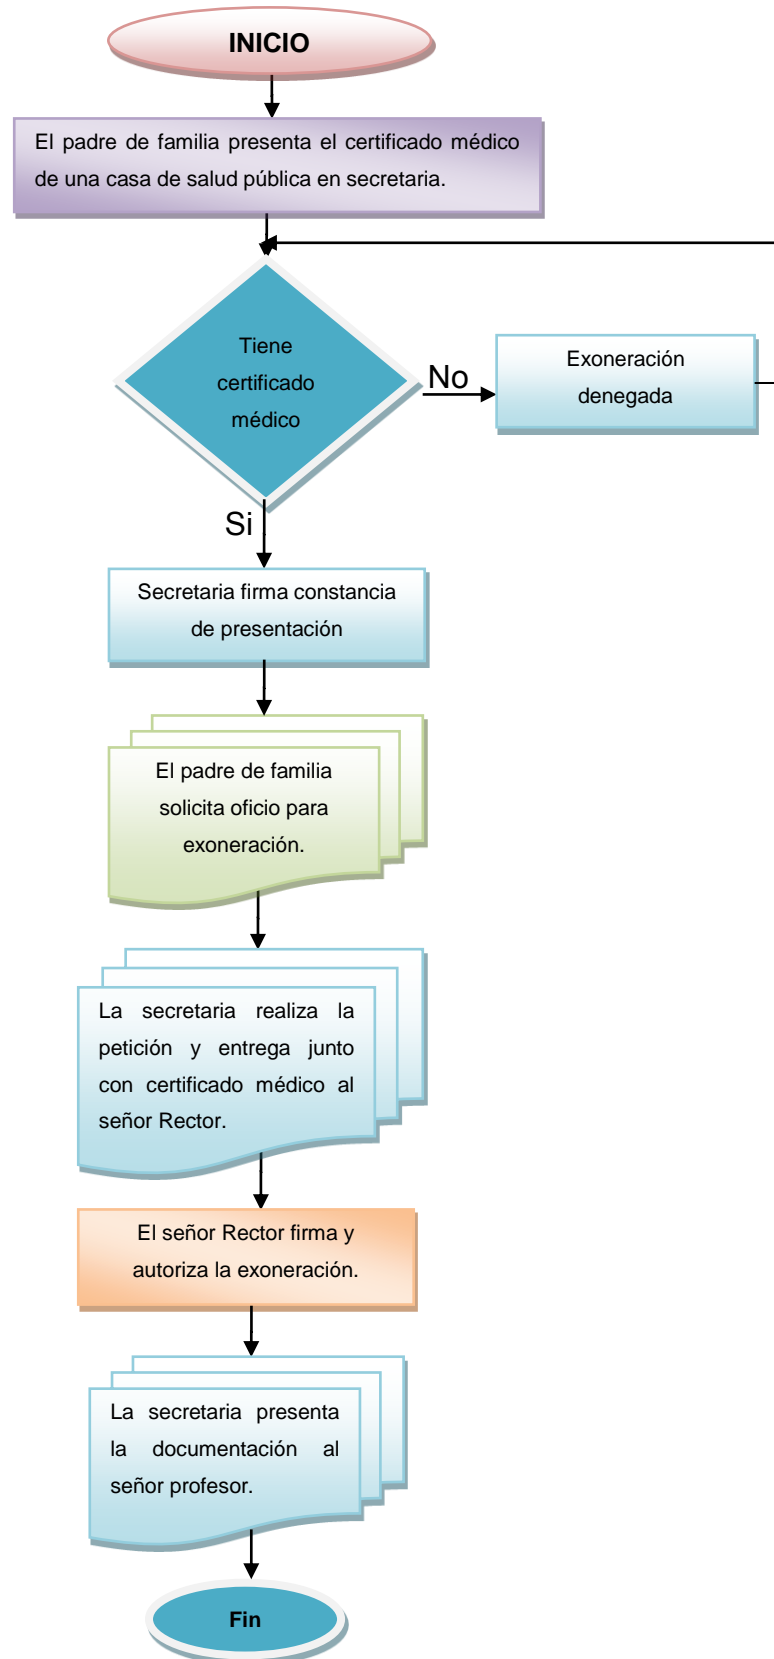 INICIO
El padre de familia presenta el certificado médico
de una casa de salud pública en secretaria.
Tiene
certificado
médico
No
Exoneración
denegada
Si
Secretaria firma constancia
de presentación
El padre de familia
solicita oficio para
exoneración.
La secretaria realiza la
petición y entrega junto
con certificado médico al
señor Rector.
El señor Rector firma y
autoriza la exoneración.
La secretaria presenta
la documentación al
señor profesor.
Fin